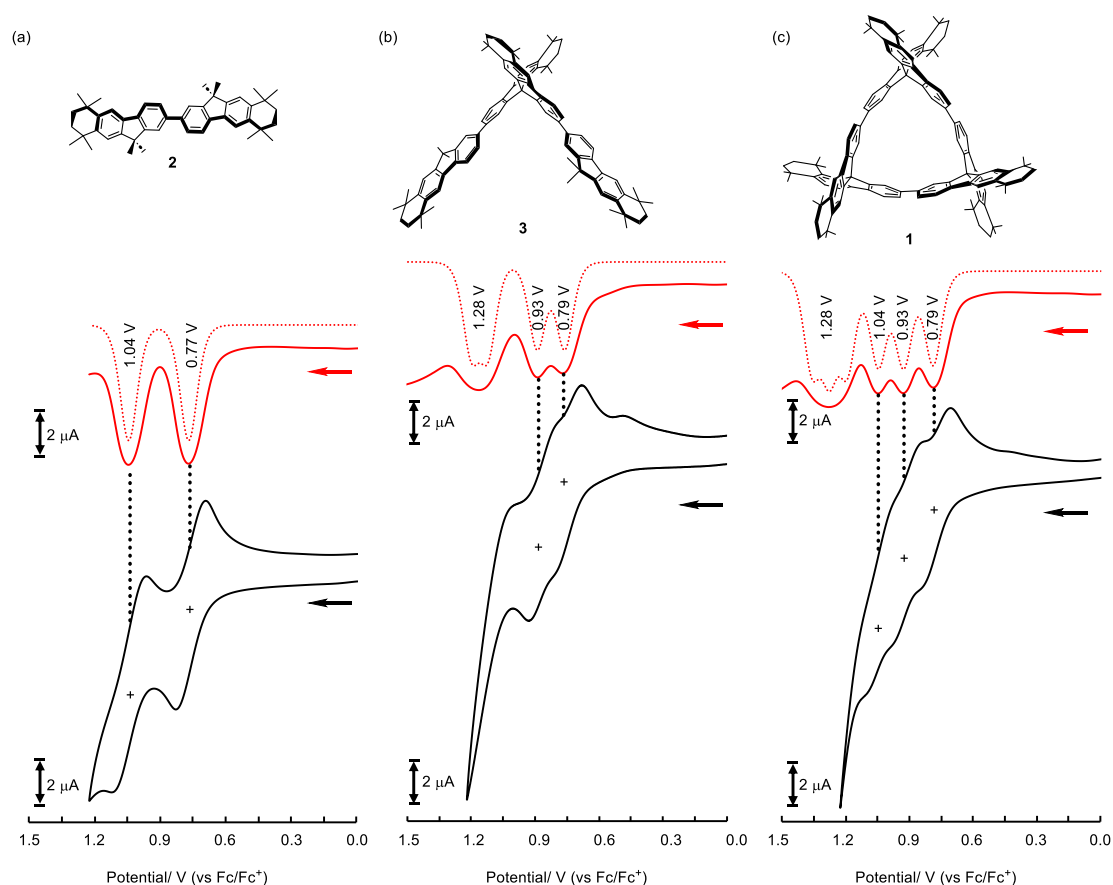 (a)
2
1.04 V
0.77 V
2 μA
2 μA
1.5
1.2
0.9
0.6
0.3
0.0
Potential/ V (vs Fc/Fc⁺)
(b)
3
1.28 V
0.93 V
0.79 V
2 μA
2 μA
1.5
1.2
0.9
0.6
0.3
0.0
Potential/ V (vs Fc/Fc⁺)
(c)
1
1.28 V
1.04 V
0.93 V
0.79 V
2 μA
2 μA
1.5
1.2
0.9
0.6
0.3
0.0
Potential/ V (vs Fc/Fc⁺)